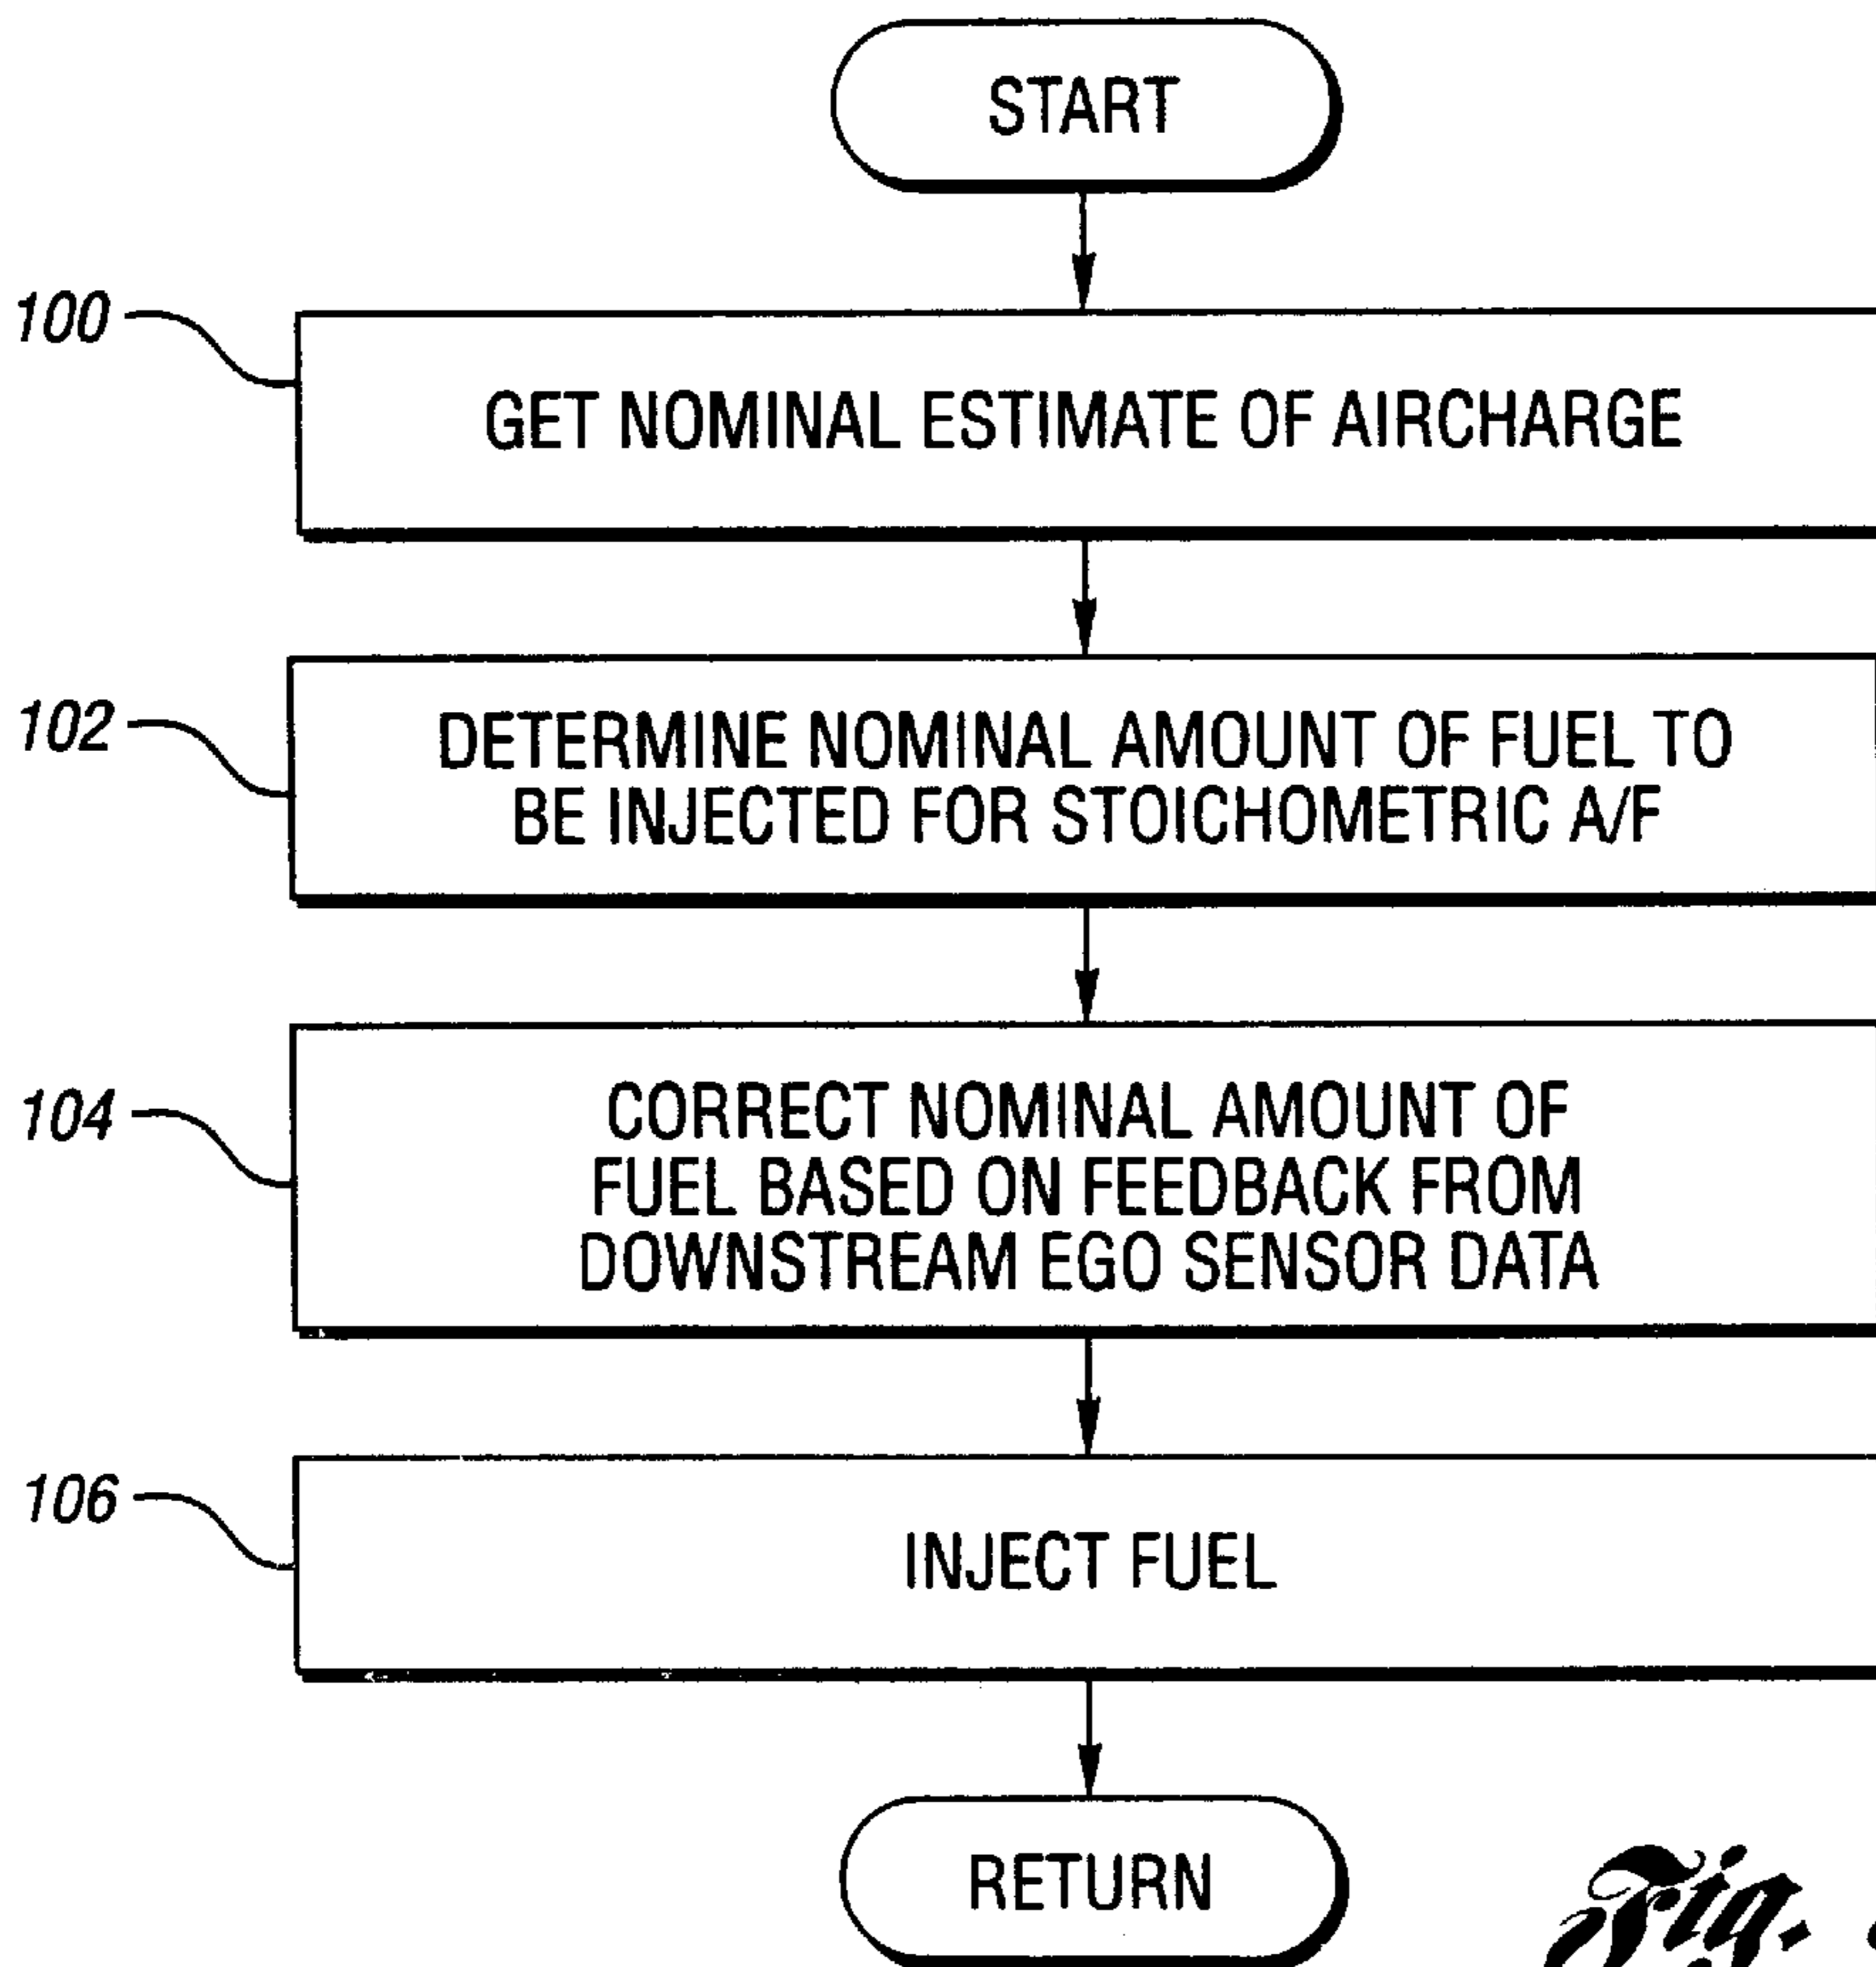 START
100
GET NOMINAL ESTIMATE OF AIRCHARGE
102
DETERMINE NOMINAL AMOUNT OF FUEL TO
BE INJECTED FOR STOICHOMETRIC A/F
104
CORRECT NOMINAL AMOUNT OF
FUEL BASED ON FEEDBACK FROM
DOWNSTREAM EGO SENSOR DATA
106
INJECT FUEL
RETURN
Fig.